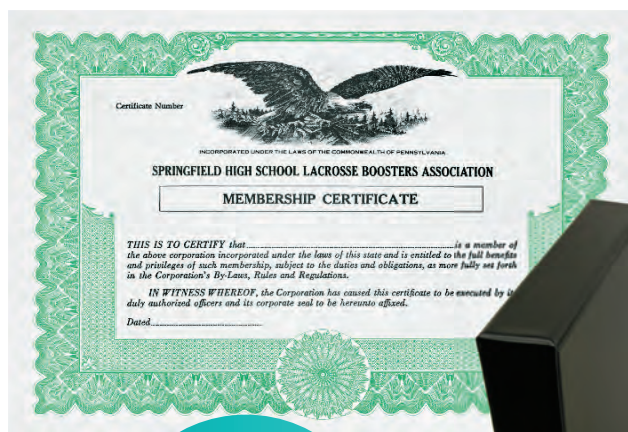 Certificate Number
INCORPORATED UNDER THE LAWS OF THE COMMONWEALTH OF PENNSYLVANIA
SPRINGFIELD HIGH SCHOOL LACROSSE BOOSTERS ASSOCIATION
MEMBERSHIP CERTIFICATE
THIS IS TO CERTIFY that is a member of
the above corporation incorporated under the laws of this state and is entitled to the full benefits
and privileges of such membership, subject to the duties and obligations, as more fully set forth
in the Corporation's By-Laws, Rules and Regulations.
IN WITNESS WHEREOF, the Corporation has caused this certificate to be executed by its
duly authorized officers and its corporate seal to be hereunto affixed.
Dated